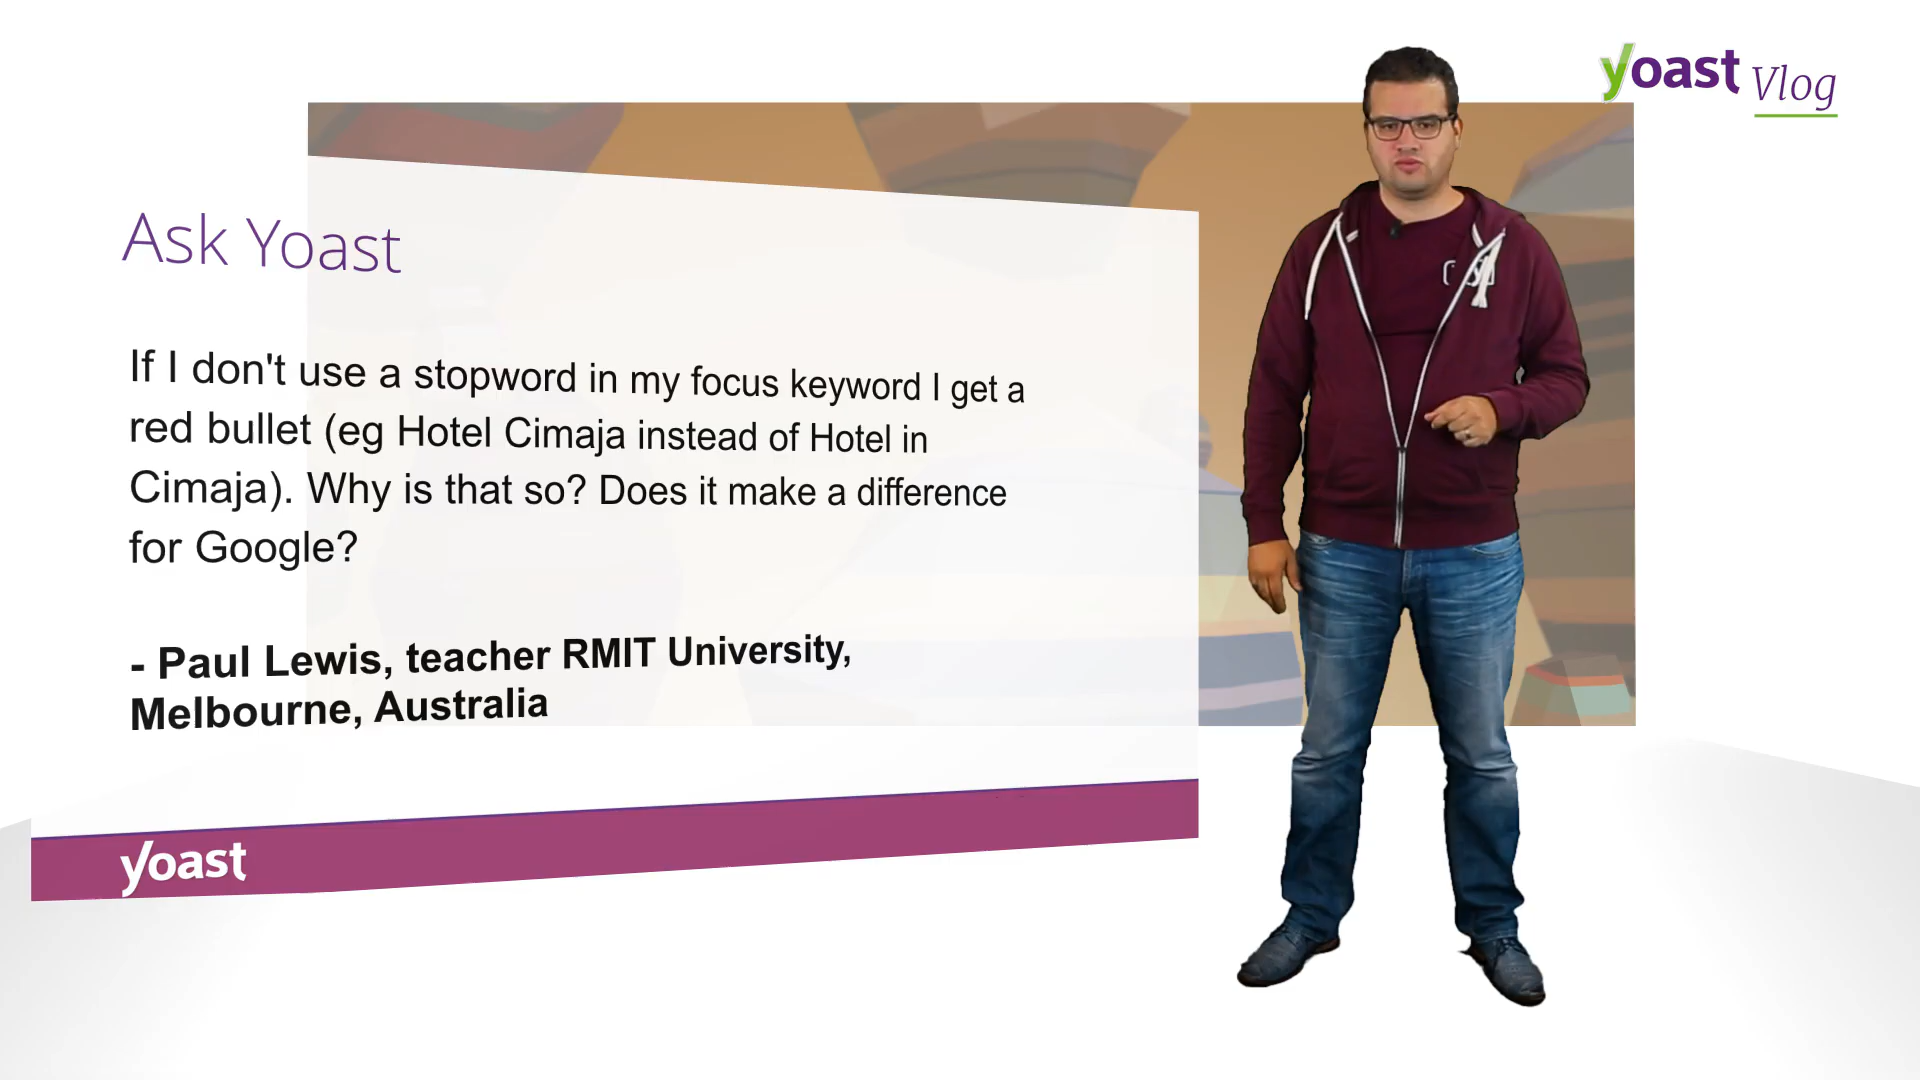 yoast Vlog
Ask Yoast
If I don't use a stopword in my focus keyword I get a
red bullet (eg Hotel Cimaja instead of Hotel in
Cimaja). Why is that so? Does it make a difference
for Google?
- Paul Lewis, teacher RMIT University,
Melbourne, Australia
yoast